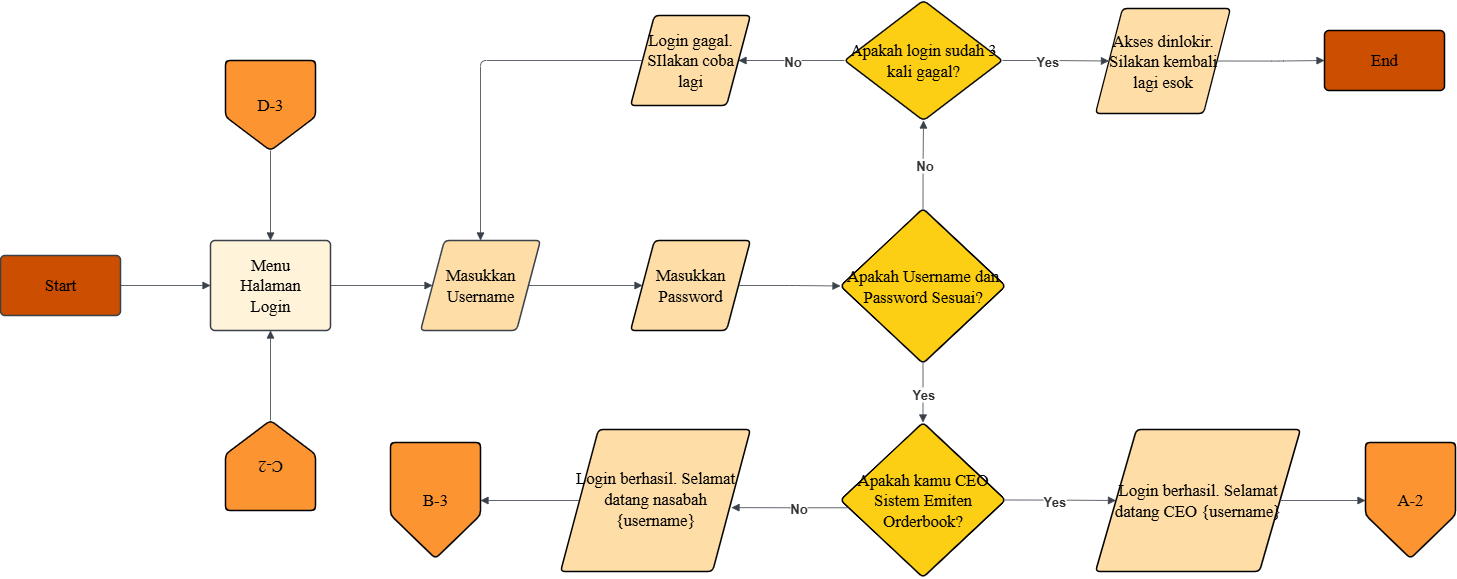 Login gagal.
SIlakan coba
lagi
No
Apakah login sudah 3
kali gagal?
Yes
Akses dinlokir.
Silakan kembali
lagi esok
End
D-3
No
Start
Menu
Halaman
Login
Masukkan
Username
Masukkan
Password
Apakah Username dan
Password Sesuai?
Yes
C-2
B-3
Login berhasil. Selamat
datang nasabah
{username}
No
Apakah kamu CEO
Sistem Emiten
Orderbook?
Yes
Login berhasil. Selamat
datang CEO {username}
A-2